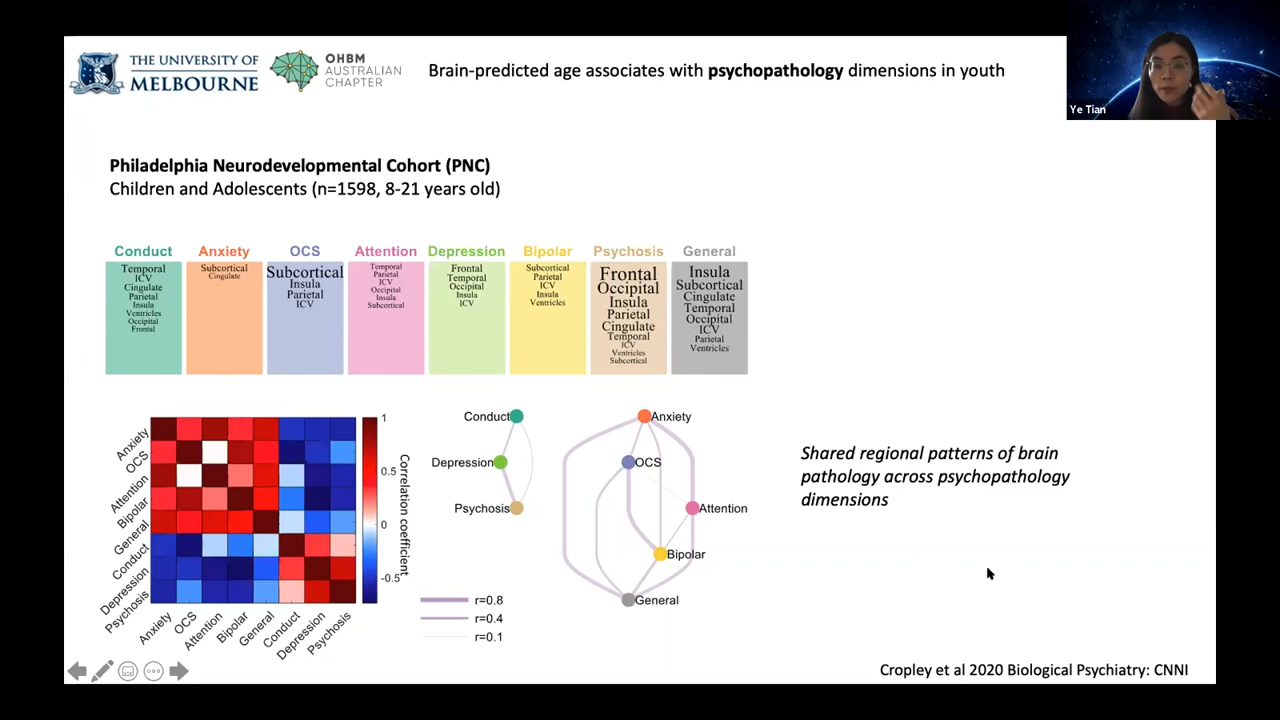 THE UNIVERSITY OF
MELBOURNE
OHBM
AUSTRALIAN
CHAPTER
Brain-predicted age associates with psychopathology dimensions in youth
Ye Tian
Philadelphia Neurodevelopmental Cohort (PNC)
Children and Adolescents (n=1598, 8-21 years old)
Conduct
Temporal
ICV
Cingulate
Parietal
Insula
Ventricles
Occipital
Frontal
Anxiety
Subcortical
Cingulate
OCS
Subcortical
Insula
Parietal
ICV
Attention
Temporal
Parietal
ICV
Occipital
Insula
Subcortical
Depression
Frontal
Temporal
Occipital
Insula
ICV
Bipolar
Subcortical
Parietal
ICV
Insula
Ventricles
Psychosis
Frontal
Occipital
Insula
Parietal
Cingulate
Temporal
ICV
Ventricles
Subcortical
General
Insula
Subcortical
Cingulate
Temporal
Occipital
ICV
Parietal
Ventricles
Anxiety
OCS
Attention
Bipolar
General
Conduct
Depression
Psychosis
Anxiety
OCS
Attention
Bipolar
General
Conduct
Depression
Psychosis
1
0.5
0
-0.5
Correlation coefficient
Conduct
Depression
Psychosis
r=0.8
r=0.4
r=0.1
Anxiety
OCS
Attention
Bipolar
General
Shared regional patterns of brain
pathology across psychopathology
dimensions
Cropley et al 2020 Biological Psychiatry: CNNI